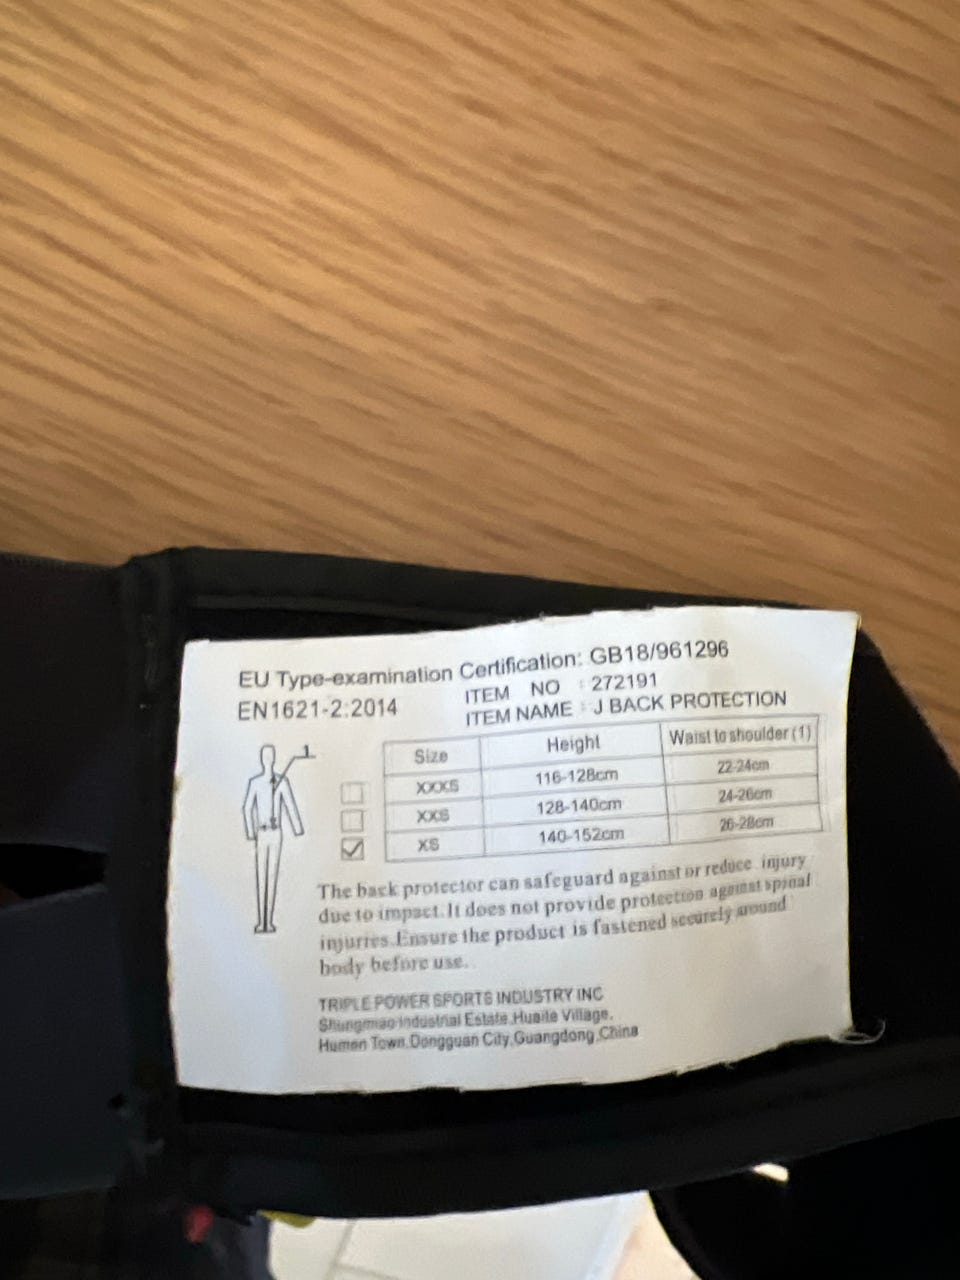 EU Type-examination Certification: GB18/961296
EN1621-2:2014
ITEM NO : 272191
ITEM NAME : J BACK PROTECTION
1
Size Height Waist to shoulder (1)
XXXS 116-128cm 22-24cm
XXS 128-140cm 24-26cm
XS 140-152cm 26-28cm
The back protector can safeguard against or reduce injury
due to impact.It does not provide protection against spinal
injurres.Ensure the product is fastened securely around
body before use.
TRIPLE POWER SPORTS INDUSTRY INC
Industrial Estate,Huaile Village,
Humen Town,Dongguan City,Guangdong,China